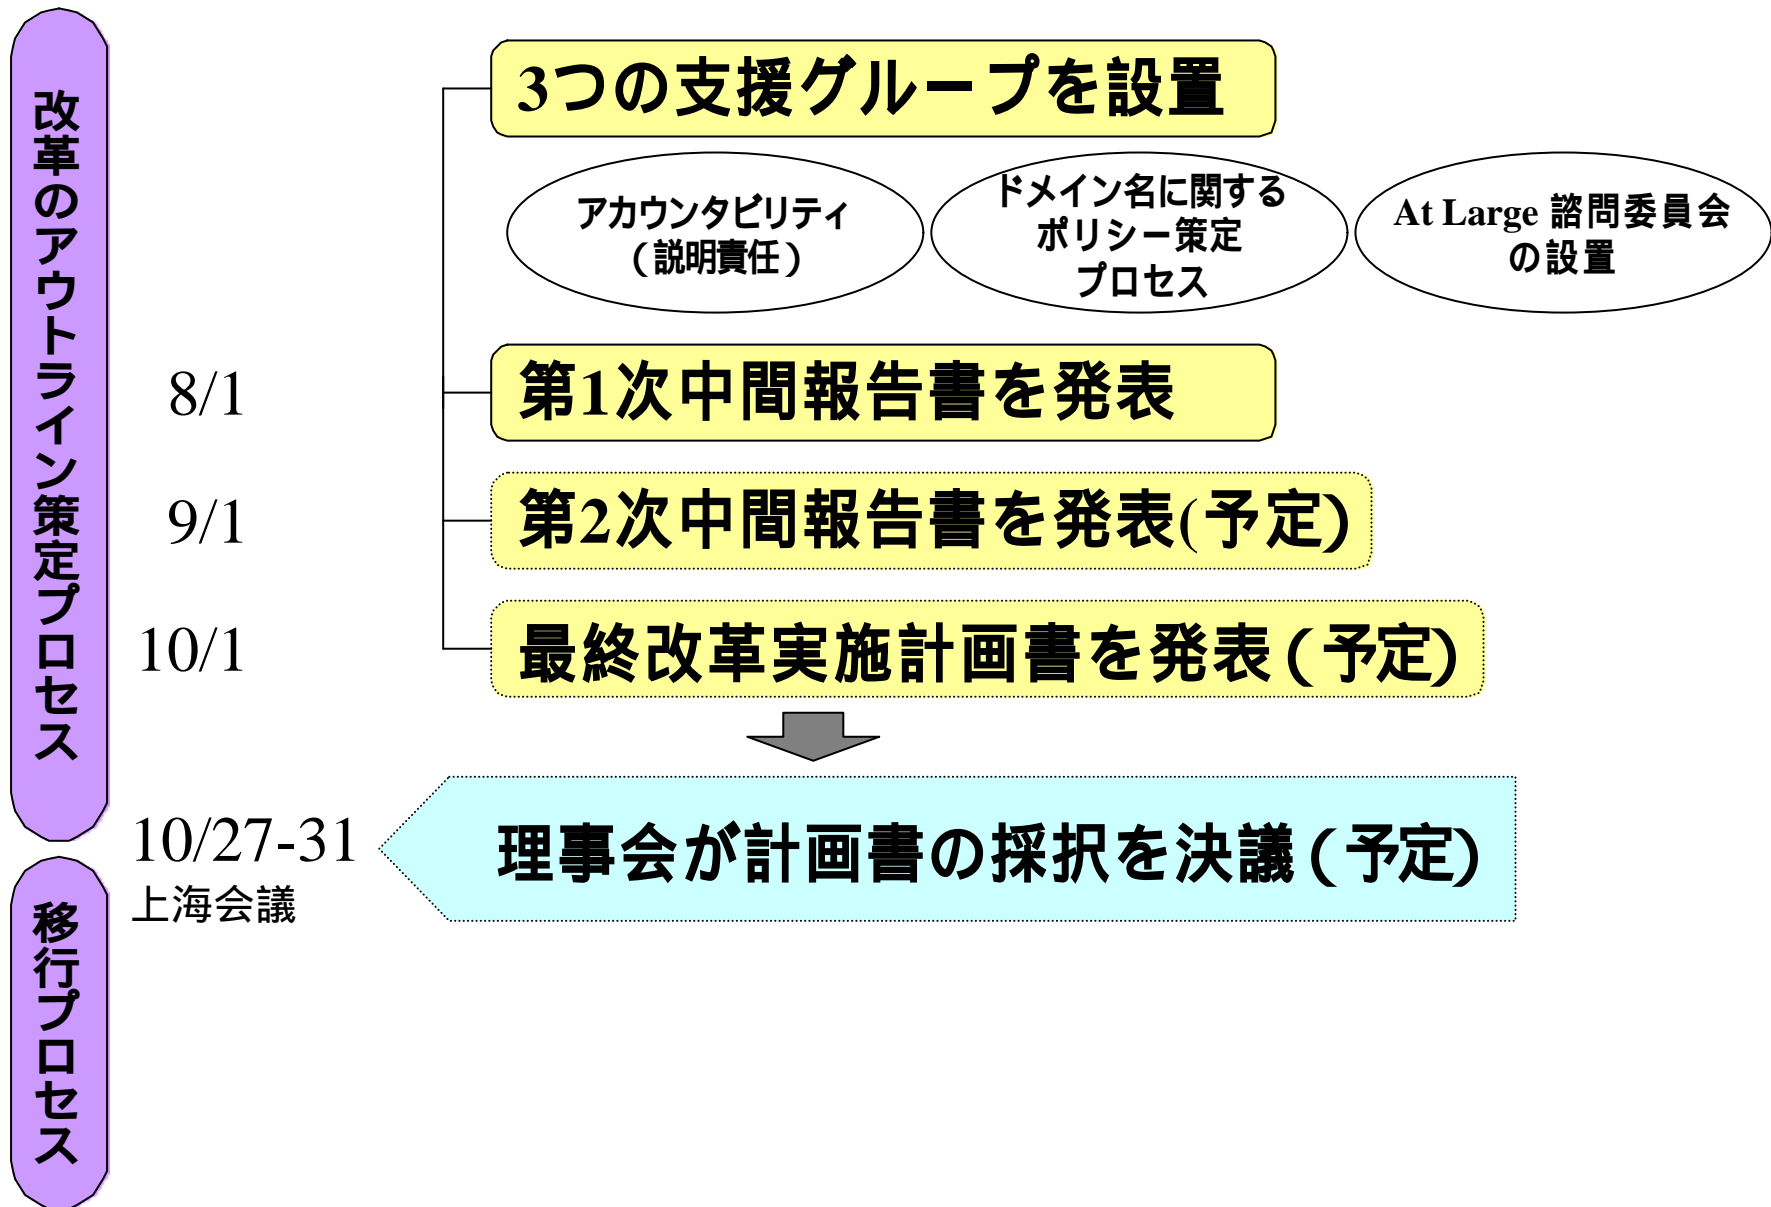 改革のアウトライン策定プロセス
3つの支援グループを設置
アカウンタビリティ
(説明責任)
ドメイン名に関する
ポリシー策定
プロセス
At Large 諮問委員会
の設置
8/1
第1次中間報告書を発表
9/1
第2次中間報告書を発表(予定)
10/1
最終改革実施計画書を発表(予定)
10/27-31
上海会議
理事会が計画書の採択を決議(予定)
移行プロセス